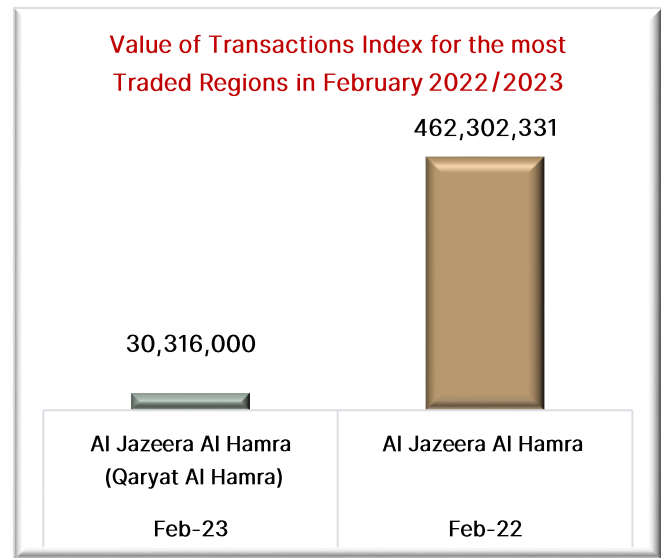 Value of Transactions Index for the most
Traded Regions in February 2022/2023
462,302,331
30,316,000
Al Jazeera Al Hamra
(Qaryat Al Hamra)
Al Jazeera Al Hamra
Feb-23
Feb-22